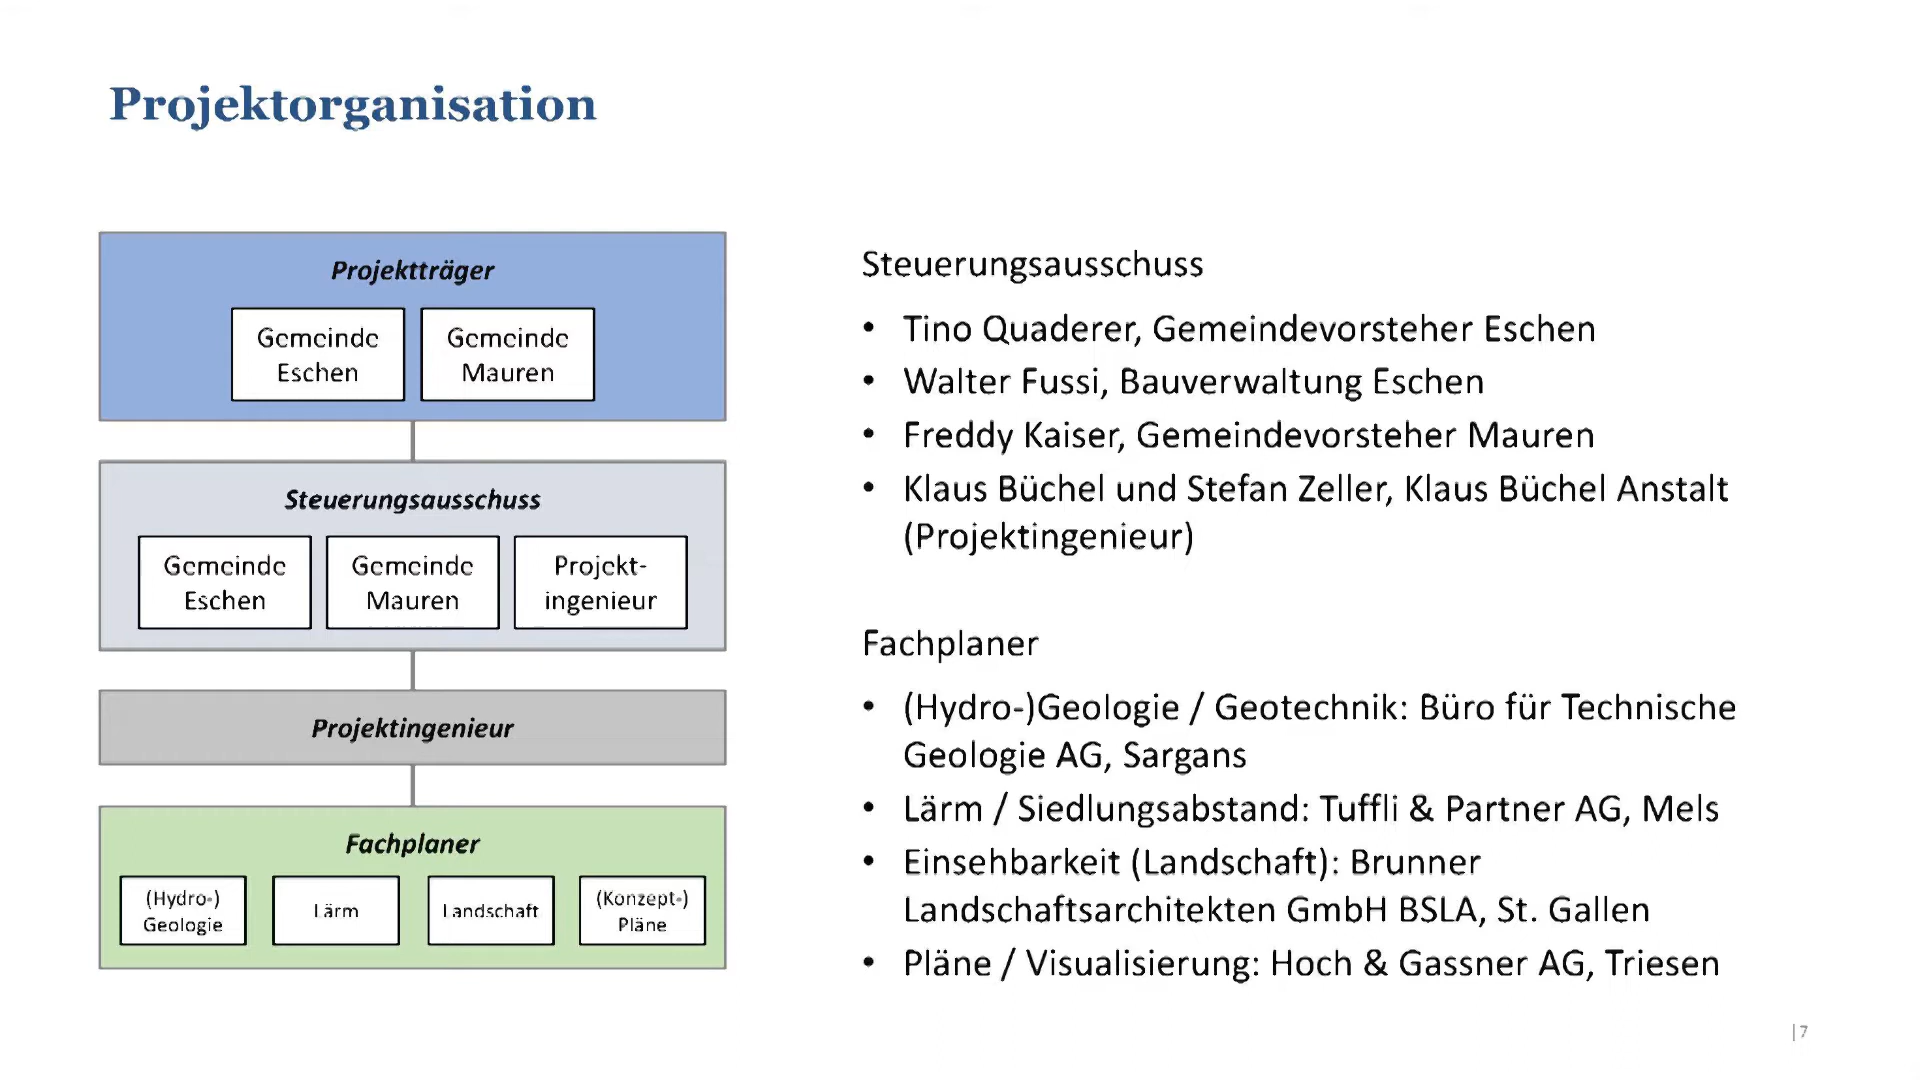 Projektorganisation
Projektträger
Gemeinde
Eschen
Gemeinde
Mauren
Steuerungsausschuss
Gemeinde
Eschen
Gemeinde
Mauren
Projekt-
ingenieur
Projektingenieur
Fachplaner
(Hydro-)
Geologie
Lärm
Landschaft
(Konzept-)
Pläne
Steuerungsausschuss
• Tino Quaderer, Gemeindevorsteher Eschen
• Walter Fussi, Bauverwaltung Eschen
• Freddy Kaiser, Gemeindevorsteher Mauren
• Klaus Büchel und Stefan Zeller, Klaus Büchel Anstalt
(Projektingenieur)
Fachplaner
• (Hydro-)Geologie / Geotechnik: Büro für Technische
Geologie AG, Sargans
• Lärm / Siedlungsabstand: Tuffli & Partner AG, Mels
• Einsehbarkeit (Landschaft): Brunner
Landschaftsarchitekten GmbH BSLA, St. Gallen
• Pläne / Visualisierung: Hoch & Gassner AG, Triesen
|7